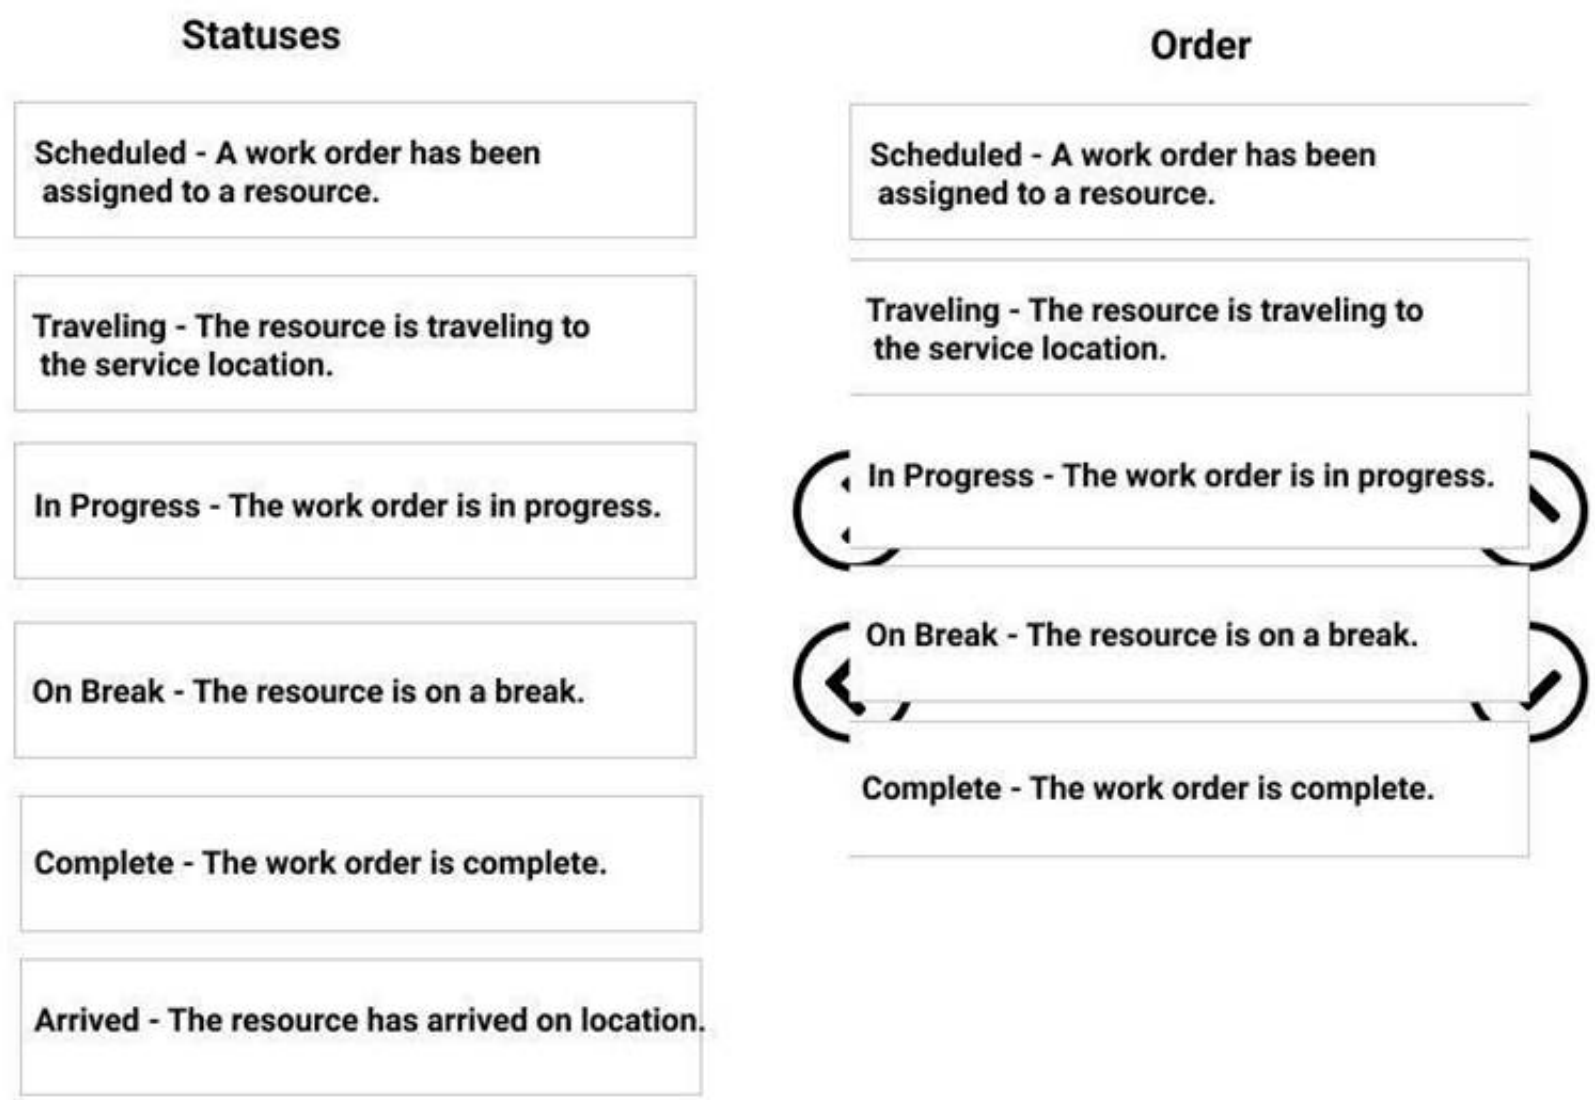 Statuses
Scheduled - A work order has been
assigned to a resource.
Traveling - The resource is traveling to
the service location.
In Progress - The work order is in progress.
On Break - The resource is on a break.
Complete - The work order is complete.
Arrived - The resource has arrived on location.
Order
Scheduled - A work order has been
assigned to a resource.
Traveling - The resource is traveling to
the service location.
In Progress - The work order is in progress.
On Break - The resource is on a break.
Complete - The work order is complete.